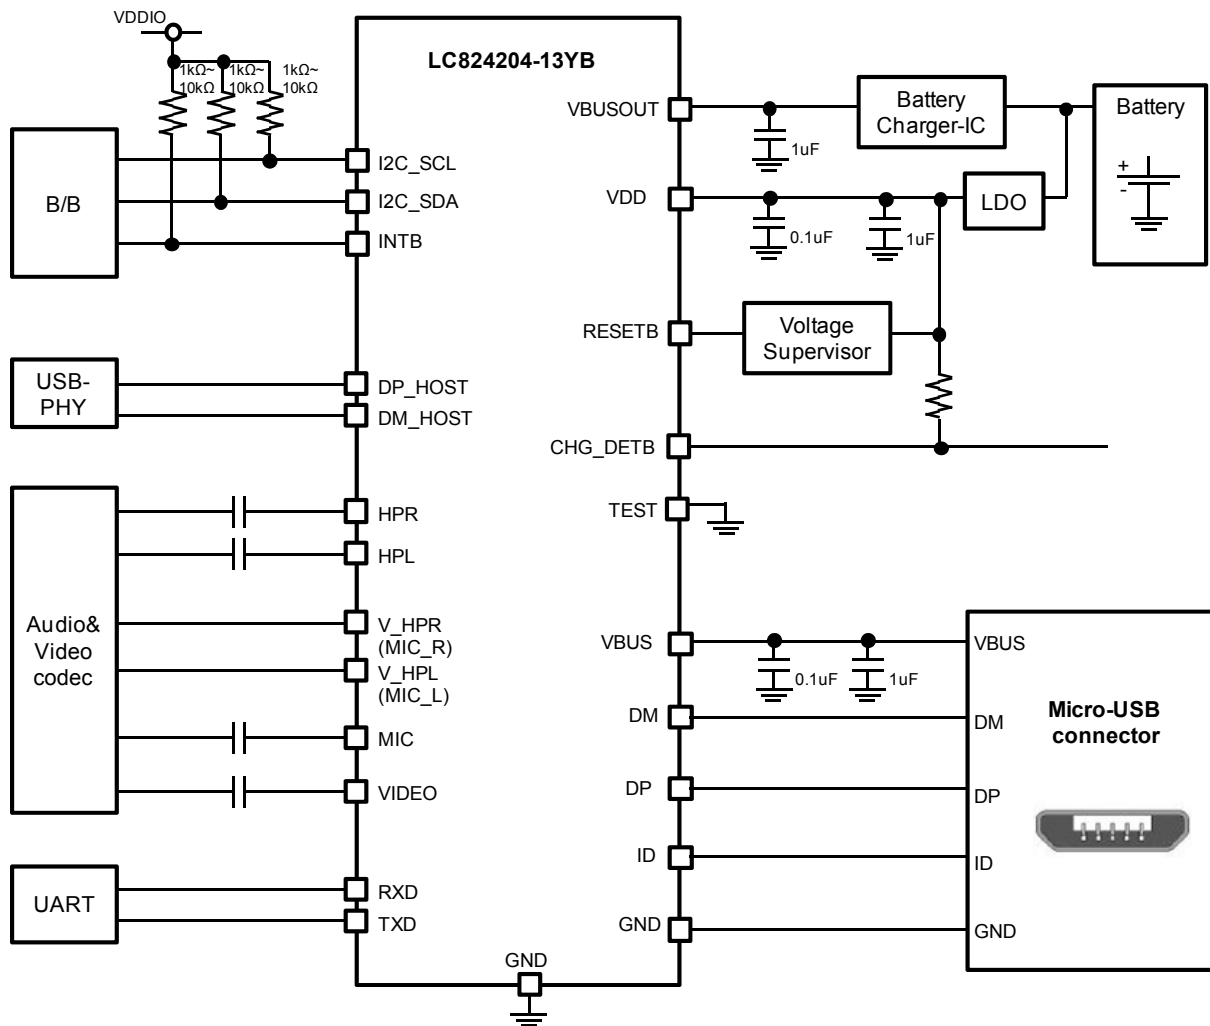 VDDIO
1kΩ~
10kΩ
1kΩ~
10kΩ
1kΩ~
10kΩ
LC824204-13YB
B/B
I2C_SCL
I2C_SDA
INTB
USB-
PHY
DP_HOST
DM_HOST
Audio&
Video
codec
HPR
HPL
V_HPR
(MIC_R)
V_HPL
(MIC_L)
MIC
VIDEO
UART
RXD
TXD
GND
VBUSOUT
1uF
Battery
Charger-IC
Battery
+
-
VDD
0.1uF
1uF
LDO
RESETB
Voltage
Supervisor
CHG_DETB
TEST
VBUS
0.1uF
1uF
VBUS
DM
DM
DP
DP
ID
ID
GND
GND
Micro-USB
connector